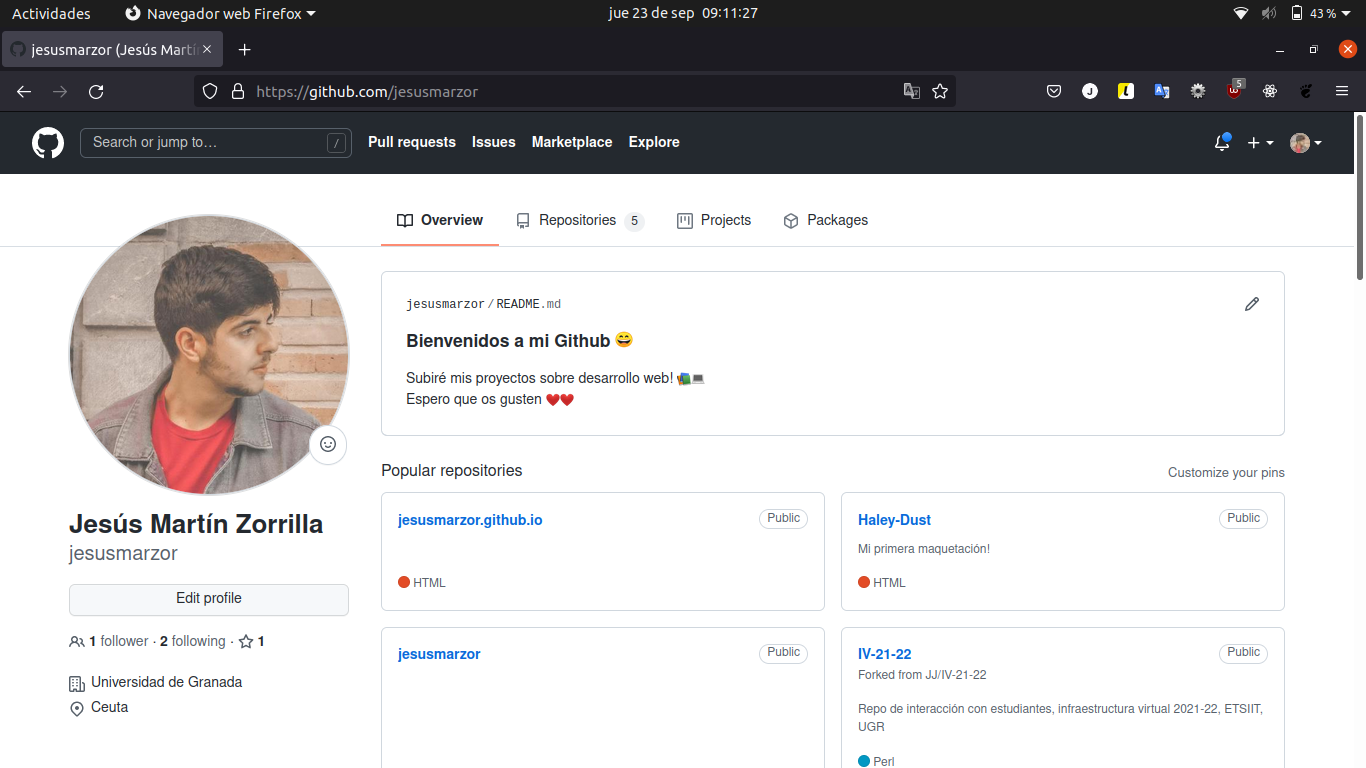 Actividades Navegador web Firefox jue 23 de sep 09:11:27 43 %
jesusmarzor (Jesús Martín
https://github.com/jesusmarzor 5
Search or jump to… / Pull requests Issues Marketplace Explore
Overview Repositories 5 Projects Packages
jesusmarzor / README.md
Bienvenidos a mi Github 😄
Subiré mis proyectos sobre desarrollo web! 📚💻
Espero que os gusten ❤️❤️
Jesús Martín Zorrilla
jesusmarzor
Edit profile
1 follower · 2 following · 1
Universidad de Granada
Ceuta
Popular repositories Customize your pins
jesusmarzor.github.io Public
HTML
Haley-Dust Public
Mi primera maquetación!
HTML
jesusmarzor Public
IV-21-22 Public
Forked from JJ/IV-21-22
Repo de interacción con estudiantes, infraestructura virtual 2021-22, ETSIIT,
UGR
Perl